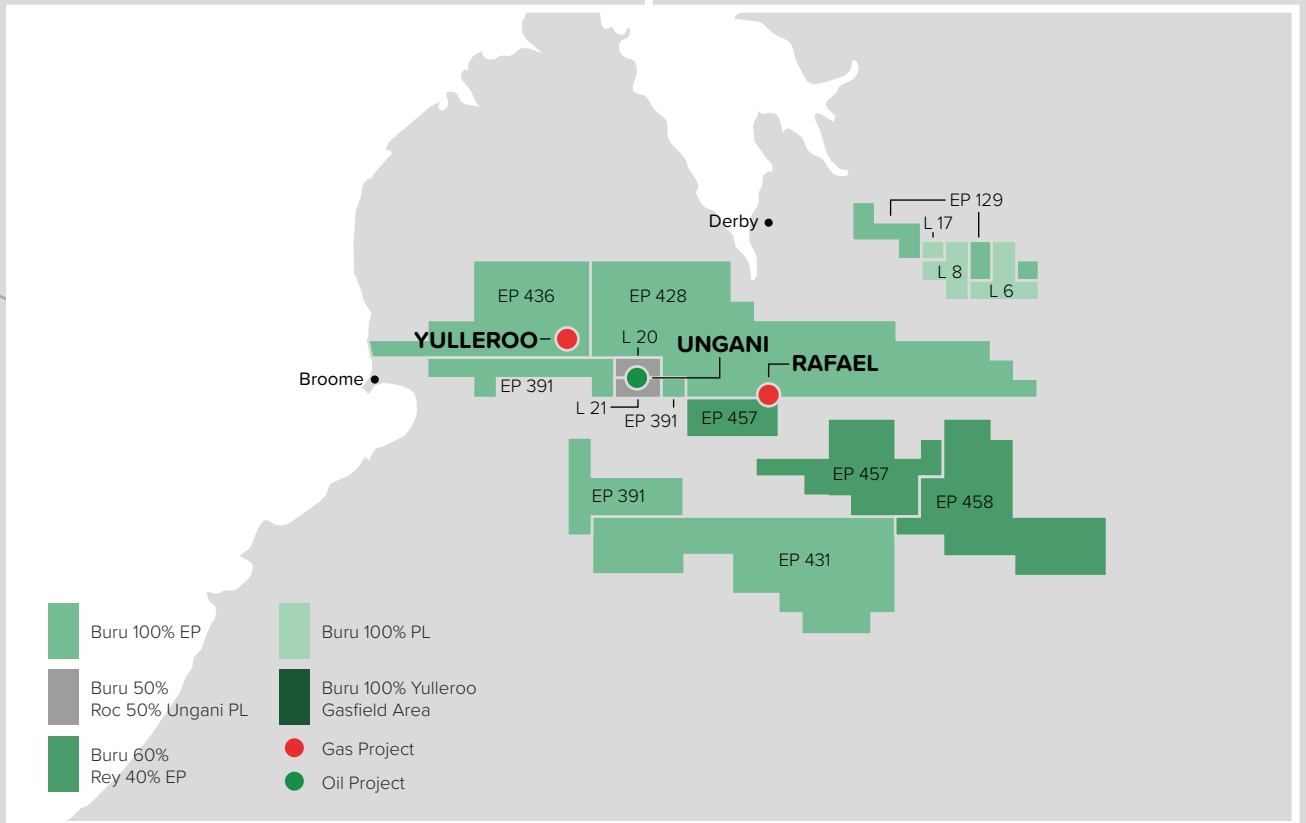 Derby
EP 129
L 17
L 8
L 6
EP 436
EP 428
YULLEROO
L 20
UNGANI
RAFAEL
Broome
EP 391
L 21
EP 391
EP 457
EP 457
EP 391
EP 458
EP 431
Buru 100% EP
Buru 50%
Roc 50% Ungani PL
Buru 60%
Rey 40% EP
Buru 100% PL
Buru 100% Yulleroo
Gasfield Area
Gas Project
Oil Project